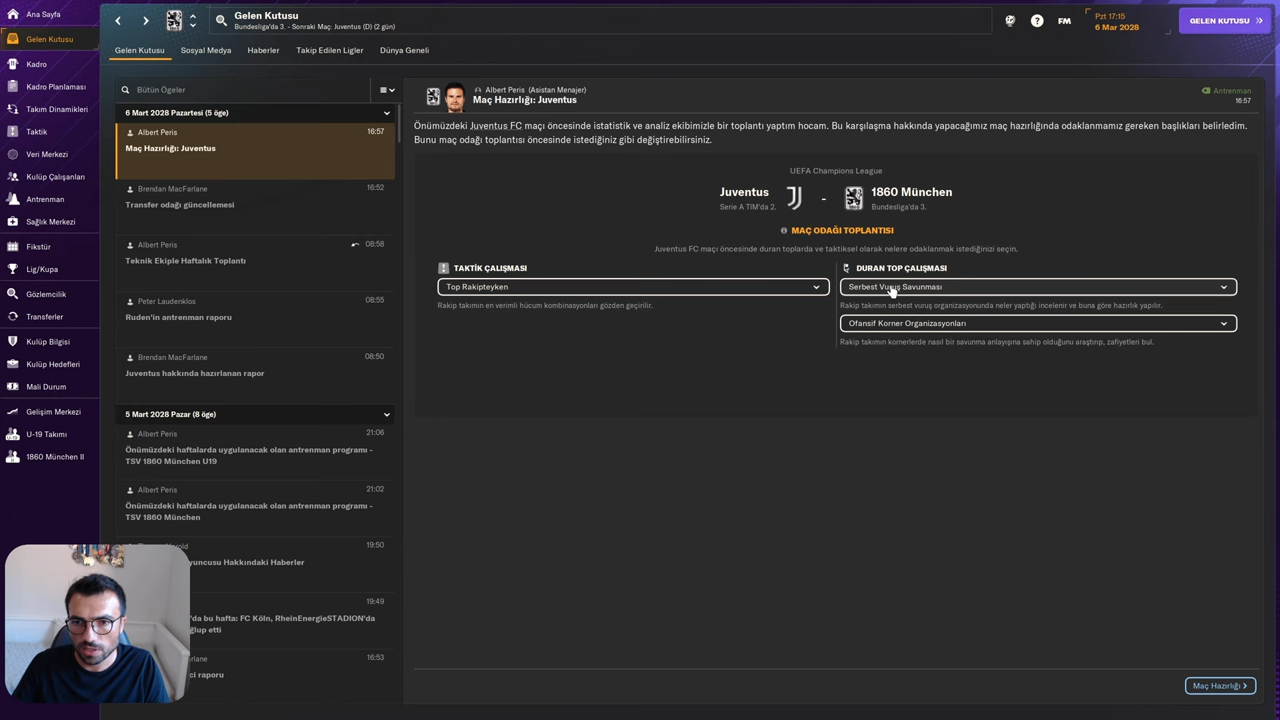 Ana Sayfa
Gelen Kutusu
Kadro
Kadro Planlaması
Takım Dinamikleri
Taktik
Veri Merkezi
Kulüp Çalışanları
Antrenman
Sağlık Merkezi
Fikstür
Lig/Kupa
Gözlemcilik
Transferler
Kulüp Bilgisi
Kulüp Hedefleri
Mali Durum
Gelişim Merkezi
U-19 Takımı
1860 München II
Gelen Kutusu
Bundesliga'da 3. - Sonraki Maç: Juventus (D) (2 gün)
FM
Pzt 17:15
6 Mar 2028
GELEN KUTUSU
Gelen Kutusu
Sosyal Medya
Haberler
Takip Edilen Ligler
Dünya Geneli
Bütün Ögeler
6 Mart 2028 Pazartesi (5 öge)
Albert Peris
16:57
Maç Hazırlığı: Juventus
Brendan MacFarlane
16:52
Transfer odağı güncellemesi
Albert Peris
08:58
Teknik Ekiple Haftalık Toplantı
Peter Laudenklos
08:55
Ruden'in antrenman raporu
Brendan MacFarlane
08:50
Juventus hakkında hazırlanan rapor
5 Mart 2028 Pazar (8 öge)
Albert Peris
21:06
Önümüzdeki haftalarda uygulanacak olan antrenman programı -
TSV 1860 München U19
Albert Peris
21:02
Önümüzdeki haftalarda uygulanacak olan antrenman programı -
TSV 1860 München
19:50
Hakkındaki Haberler
19:49
bu hafta: FC Köln, RheinEnergieSTADION'da
16:53
raporu
Albert Peris (Asistan Menajer)
Maç Hazırlığı: Juventus
Antrenman
16:57
Önümüzdeki Juventus FC maçı öncesinde istatistik ve analiz ekibimizle bir toplantı yaptım hocam. Bu karşılaşma hakkında yapacağımız maç hazırlığında odaklanmamız gereken başlıkları belirledim.
Bunu maç odağı toplantısı öncesinde istediğiniz gibi değiştirebilirsiniz.
UEFA Champions League
Juventus
Serie A TIM'da 2.
-
1860 München
Bundesliga'da 3.
MAÇ ODAĞI TOPLANTISI
Juventus FC maçı öncesinde duran toplarda ve taktiksel olarak nelere odaklanmak istediğinizi seçin.
TAKTİK ÇALIŞMASI
Top Rakipteyken
Rakip takımın en verimli hücum kombinasyonları gözden geçirilir.
DURAN TOP ÇALIŞMASI
Serbest Vuruş Savunması
Rakip takımın serbest vuruş organizasyonunda neler yaptığı incelenir ve buna göre hazırlık yapılır.
Ofansif Korner Organizasyonları
Rakip takımın kornerlerde nasıl bir savunma anlayışına sahip olduğunu araştırıp, zafiyetleri bul.
Maç Hazırlığı